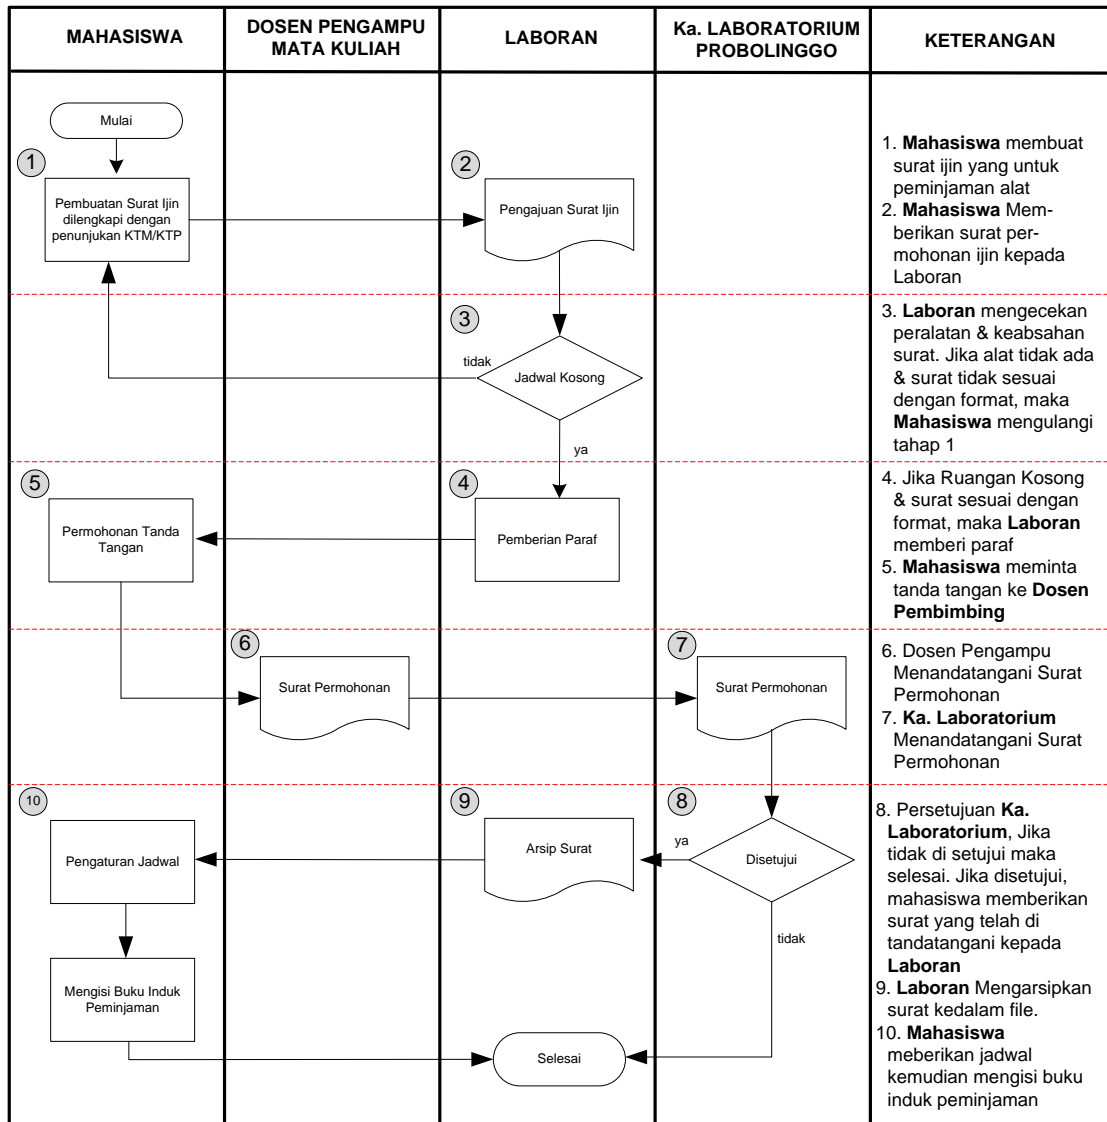 MAHASISWA
DOSEN PENGAMPU
MATA KULIAH
LABORAN
Ka. LABORATORIUM
PROBOLINGGO
KETERANGAN
Mulai
1
Pembuatan Surat Ijin
dilengkapi dengan
penunjukan KTM/KTP
2
Pengajuan Surat Ijin
1. Mahasiswa membuat
surat ijin yang untuk
peminjaman alat
2. Mahasiswa Mem-
berikan surat per-
mohonan ijin kepada
Laboran
3
tidak
Jadwal Kosong
ya
3. Laboran mengecekan
peralatan & keabsahan
surat. Jika alat tidak ada
& surat tidak sesuai
dengan format, maka
Mahasiswa mengulangi
tahap 1
5
Permohonan Tanda
Tangan
4
Pemberian Paraf
4. Jika Ruangan Kosong
& surat sesuai dengan
format, maka Laboran
memberi paraf
5. Mahasiswa meminta
tanda tangan ke Dosen
Pembimbing
6
Surat Permohonan
7
Surat Permohonan
6. Dosen Pengampu
Menandatangani Surat
Permohonan
7. Ka. Laboratorium
Menandatangani Surat
Permohonan
10
Pengaturan Jadwal
Mengisi Buku Induk
Peminjaman
9
Arsip Surat
Selesai
8
ya
Disetujui
tidak
8. Persetujuan Ka.
Laboratorium, Jika
tidak di setujui maka
selesai. Jika disetujui,
mahasiswa memberikan
surat yang telah di
tandatangani kepada
Laboran
9. Laboran Mengarsipkan
surat kedalam file.
10. Mahasiswa
meberikan jadwal
kemudian mengisi buku
induk peminjaman